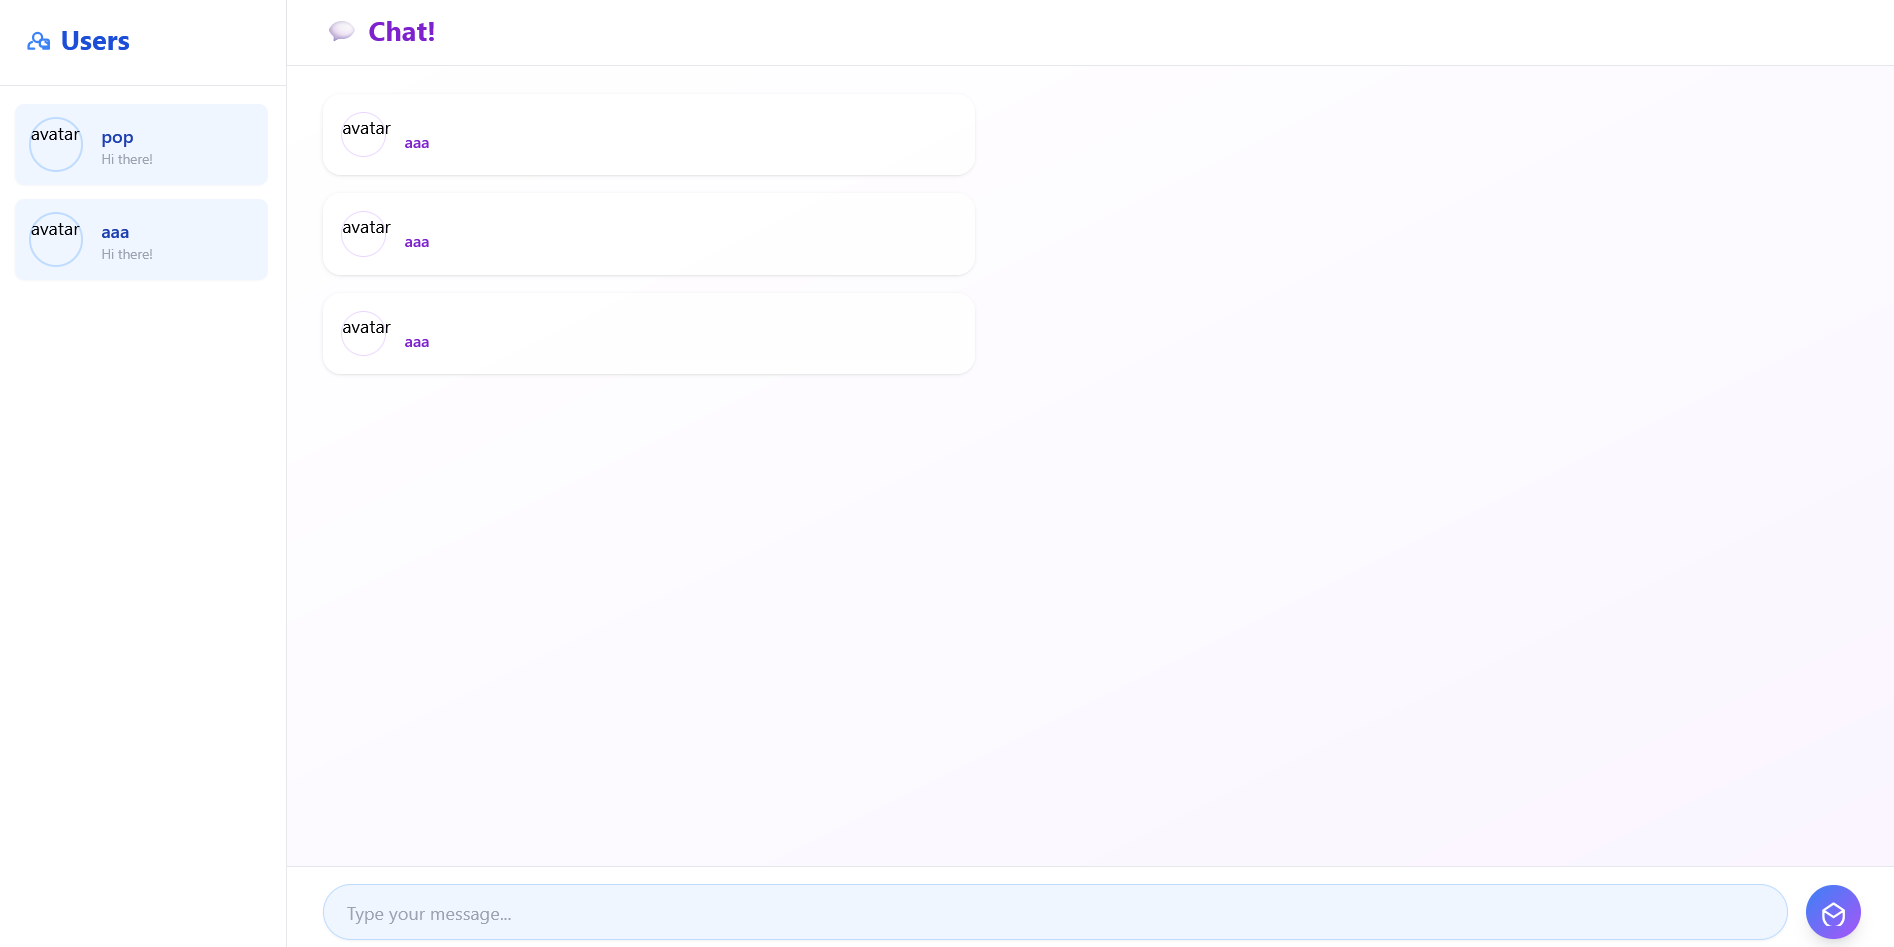 Users
avatar
pop
Hi there!
avatar
aaa
Hi there!
Chat!
avatar
aaa
avatar
aaa
avatar
aaa
Type your message...